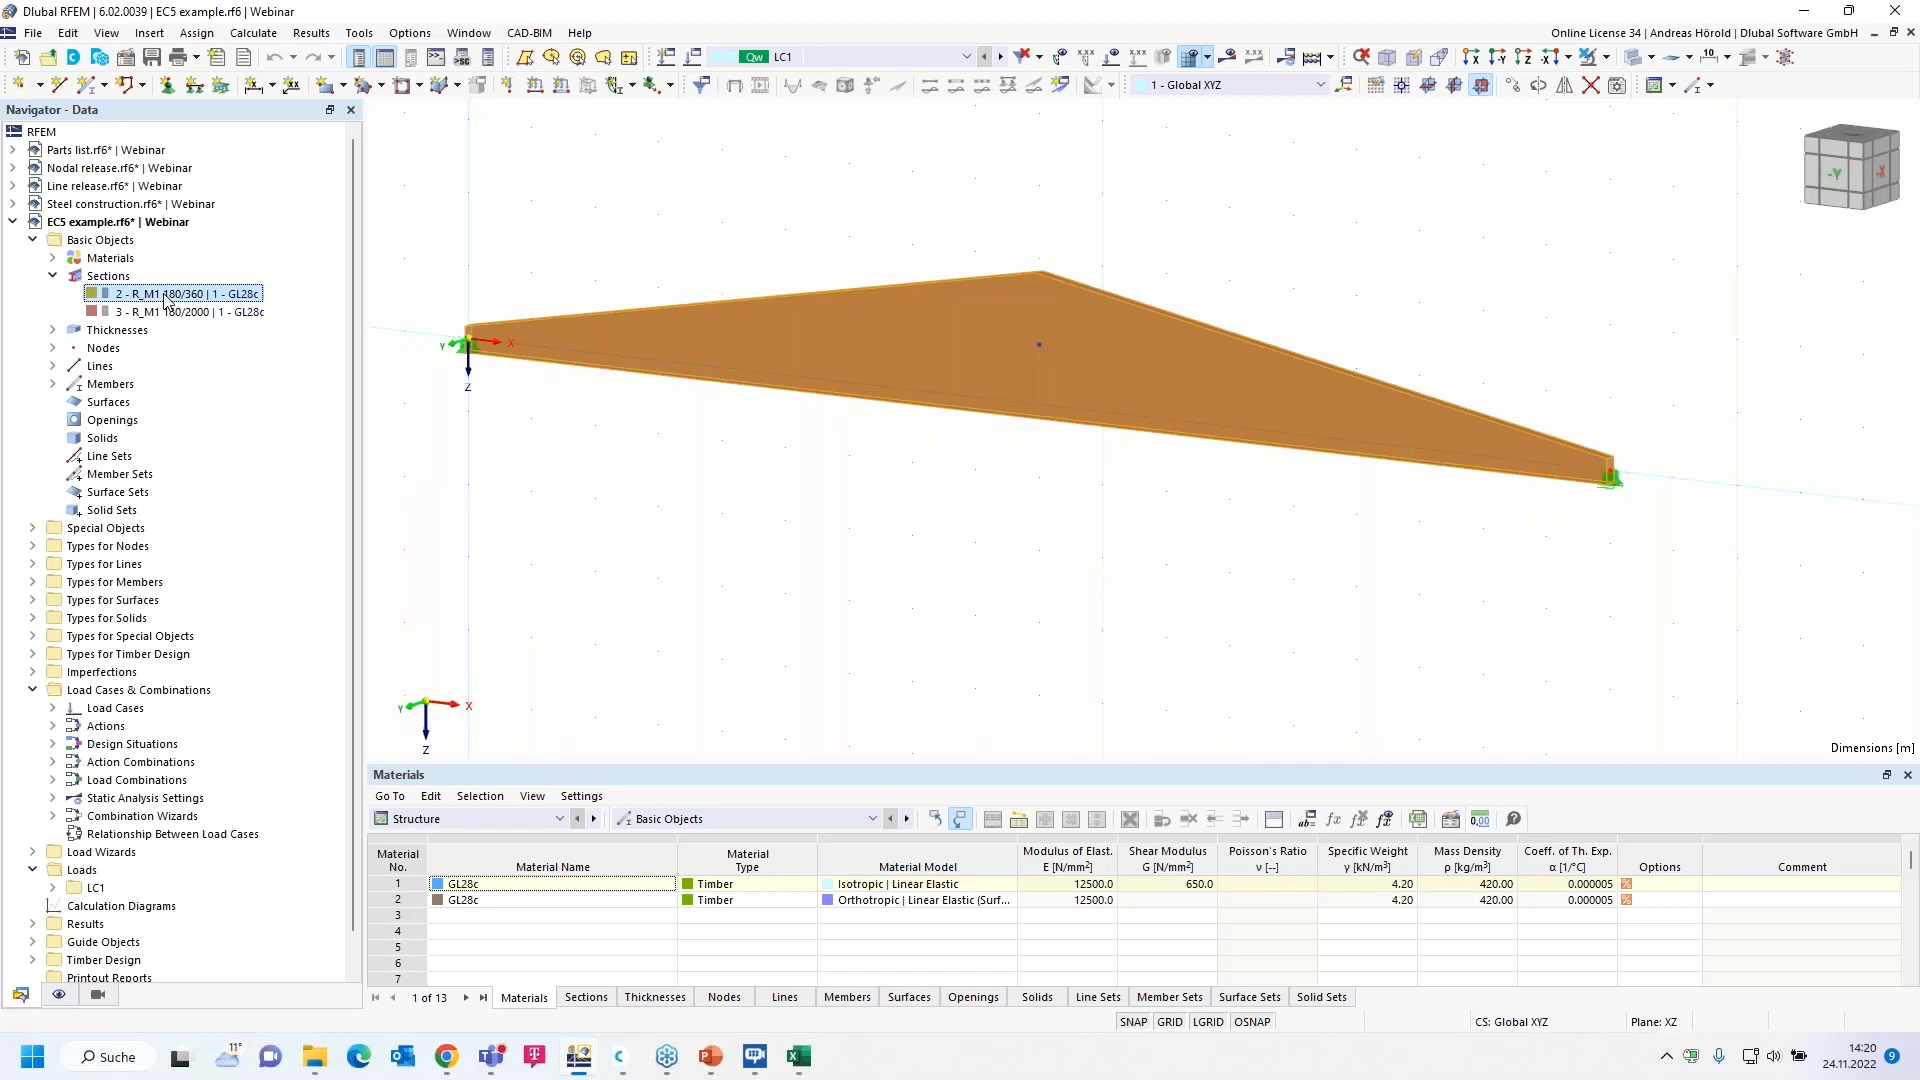 Dlubal RFEM | 6.02.0039 | EC5 example.rf6 | Webinar
File Edit View Insert Assign Calculate Results Tools Options Window CAD-BIM Help
Online License 34 | Andreas Hörold | Dlubal Software GmbH
Qw LC1
1 - Global XYZ
Navigator - Data
RFEM
Parts list.rf6* | Webinar
Nodal release.rf6* | Webinar
Line release.rf6* | Webinar
Steel construction.rf6* | Webinar
EC5 example.rf6* | Webinar
Basic Objects
Materials
Sections
2 - R_M1 180/360 | 1 - GL28c
3 - R_M1 180/2000 | 1 - GL28c
Thicknesses
Nodes
Lines
Members
Surfaces
Openings
Solids
Line Sets
Member Sets
Surface Sets
Solid Sets
Special Objects
Types for Nodes
Types for Lines
Types for Members
Types for Surfaces
Types for Solids
Types for Special Objects
Types for Timber Design
Imperfections
Load Cases & Combinations
Load Cases
Actions
Design Situations
Action Combinations
Load Combinations
Static Analysis Settings
Combination Wizards
Relationship Between Load Cases
Load Wizards
Loads
LC1
Calculation Diagrams
Results
Guide Objects
Timber Design
Printout Reports
-Y -X
Y X
Z
Y X
Z
Dimensions [m]
Materials
Go To Edit Selection View Settings
Structure Basic Objects
Material No. Material Name Material Type Material Model Modulus of Elast. E [N/mm²] Shear Modulus G [N/mm²] Poisson's Ratio ν [--] Specific Weight γ [kN/m³] Mass Density ρ [kg/m³] Coeff. of Th. Exp. α [1/°C] Options Comment
1 GL28c Timber Isotropic | Linear Elastic 12500.0 650.0 4.20 420.00 0.000005
2 GL28c Timber Orthotropic | Linear Elastic (Surf... 12500.0 4.20 420.00 0.000005
3
4
5
6
7
1 of 13 Materials Sections Thicknesses Nodes Lines Members Surfaces Openings Solids Line Sets Member Sets Surface Sets Solid Sets
SNAP GRID LGRID OSNAP CS: Global XYZ Plane: XZ
Suche 11° 14:20
24.11.2022 9